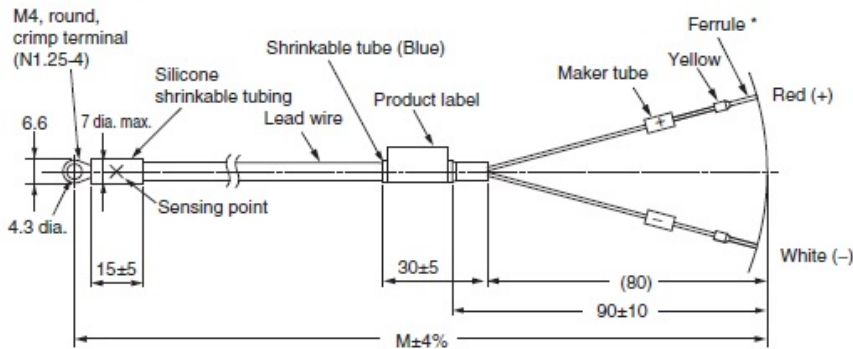 M4, round,
crimp terminal
(N1.25-4)
Silicone
shrinkable tubing
Shrinkable tube (Blue)
Product label
Lead wire
Maker tube
Yellow
Ferrule *
Red (+)
6.6
7 dia. max.
+
4.3 dia.
Sensing point
−
White (−)
15±5
30±5
(80)
90±10
M±4%